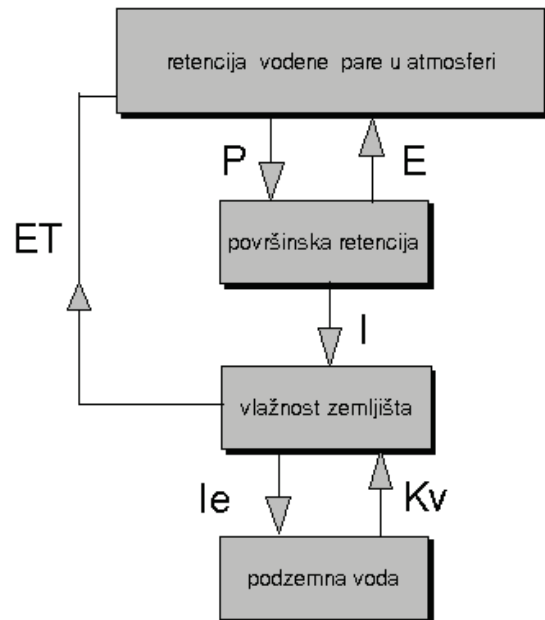 retencija vodene pare u atmosferi
P
E
ET
površinska retencija
I
vlažnost zemljišta
Ie
Kv
podzemna voda